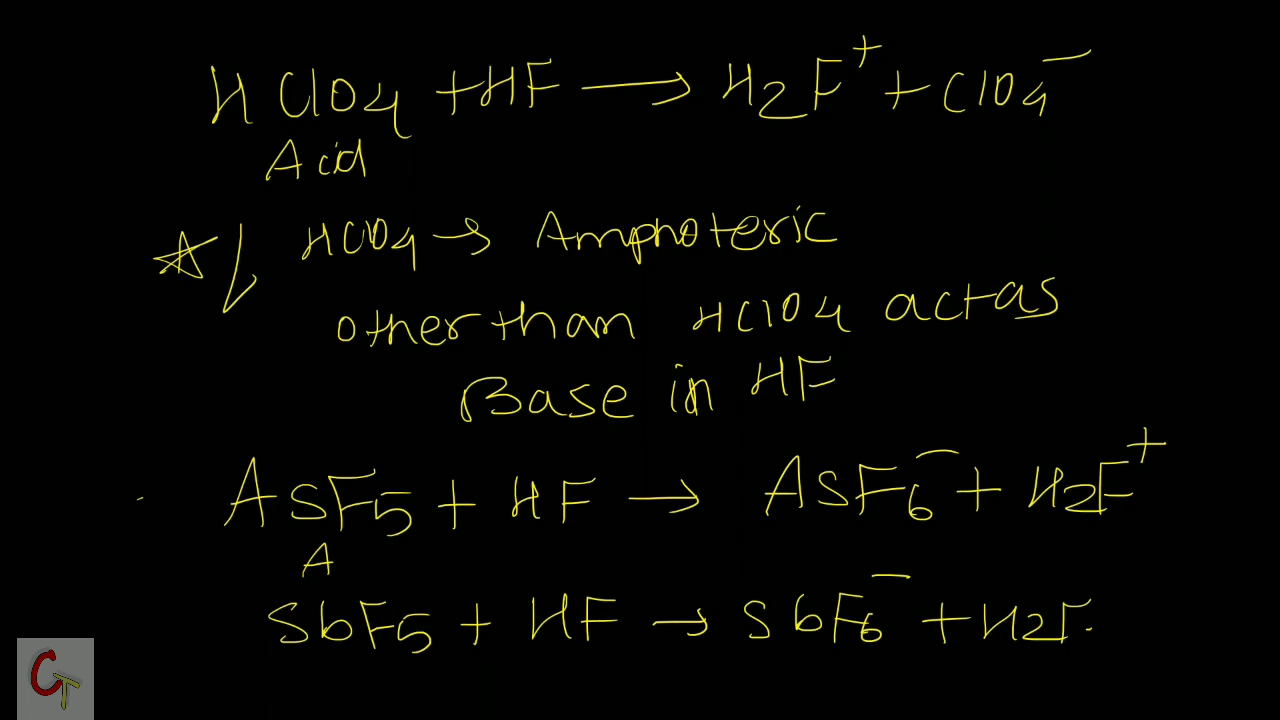 HClO4 + HF → H2F+ + ClO4−
Acid
HClO4 → Amphoteric
other than HClO4 act as
Base in HF
AsF5 + HF → AsF6− + H2F+
A
SbF5 + HF → SbF6− + H2F
CT